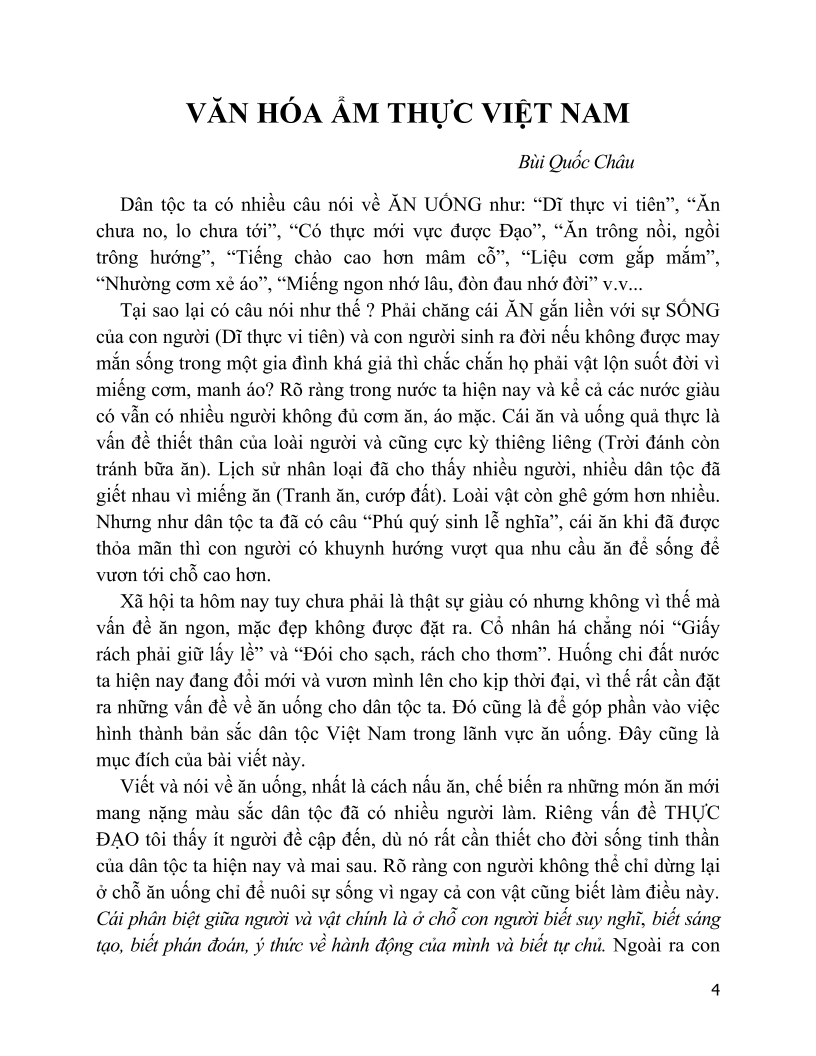 VĂN HÓA ẨM THỰC VIỆT NAM
Bùi Quốc Châu
Dân tộc ta có nhiều câu nói về ĂN UỐNG như: “Dĩ thực vi tiên”, “Ăn
chưa no, lo chưa tới”, “Có thực mới vực được Đạo”, “Ăn trông nồi, ngồi
trông hướng”, “Tiếng chào cao hơn mâm cỗ”, “Liệu cơm gắp mắm”,
“Nhường cơm xẻ áo”, “Miếng ngon nhớ lâu, đòn đau nhớ đời” v.v...
Tại sao lại có câu nói như thế ? Phải chăng cái ĂN gắn liền với sự SỐNG
của con người (Dĩ thực vi tiên) và con người sinh ra đời nếu không được may
mắn sống trong một gia đình khá giả thì chắc chắn họ phải vật lộn suốt đời vì
miếng cơm, manh áo? Rõ ràng trong nước ta hiện nay và kể cả các nước giàu
có vẫn có nhiều người không đủ cơm ăn, áo mặc. Cái ăn và uống quả thực là
vấn đề thiết thân của loài người và cũng cực kỳ thiêng liêng (Trời đánh còn
tránh bữa ăn). Lịch sử nhân loại đã cho thấy nhiều người, nhiều dân tộc đã
giết nhau vì miếng ăn (Tranh ăn, cướp đất). Loài vật còn ghê gớm hơn nhiều.
Nhưng như dân tộc ta đã có câu “Phú quý sinh lễ nghĩa”, cái ăn khi đã được
thỏa mãn thì con người có khuynh hướng vượt qua nhu cầu ăn để sống để
vươn tới chỗ cao hơn.
Xã hội ta hôm nay tuy chưa phải là thật sự giàu có nhưng không vì thế mà
vấn đề ăn ngon, mặc đẹp không được đặt ra. Cổ nhân há chẳng nói “Giấy
rách phải giữ lấy lề” và “Đói cho sạch, rách cho thơm”. Huống chi đất nước
ta hiện nay đang đổi mới và vươn mình lên cho kịp thời đại, vì thế rất cần đặt
ra những vấn đề về ăn uống cho dân tộc ta. Đó cũng là để góp phần vào việc
hình thành bản sắc dân tộc Việt Nam trong lãnh vực ăn uống. Đây cũng là
mục đích của bài viết này.
Viết và nói về ăn uống, nhất là cách nấu ăn, chế biến ra những món ăn mới
mang nặng màu sắc dân tộc đã có nhiều người làm. Riêng vấn đề THỰC
ĐẠO tôi thấy ít người đề cập đến, dù nó rất cần thiết cho đời sống tinh thần
của dân tộc ta hiện nay và mai sau. Rõ ràng con người không thể chỉ dừng lại
ở chỗ ăn uống chỉ để nuôi sự sống vì ngay cả con vật cũng biết làm điều này.
Cái phân biệt giữa người và vật chính là ở chỗ con người biết suy nghĩ, biết sáng
tạo, biết phán đoán, ý thức về hành động của mình và biết tự chủ. Ngoài ra con
4